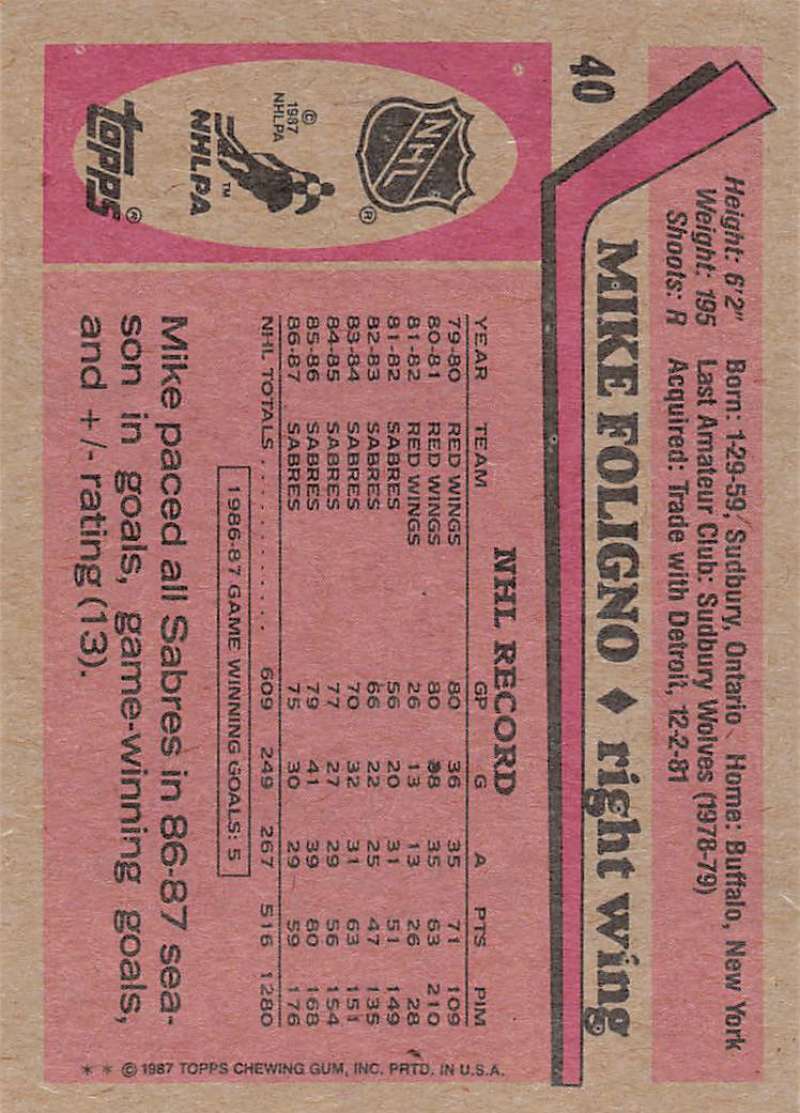 40
Height: 6'2" Born: 1-29-59, Sudbury, Ontario Home: Buffalo, New York
Weight: 195 Last Amateur Club: Sudbury Wolves (1978-79)
Shoots: R Acquired: Trade with Detroit, 12-2-81
MIKE FOLIGNO ♦ right wing
NHL ®
© 1987 NHLPA
NHLPA ™
TOPPS ®
NHL RECORD
YEAR TEAM GP G A PTS PIM
79-80 RED WINGS 80 36 35 71 109
80-81 RED WINGS 80 28 35 63 210
81-82 RED WINGS 26 13 13 26 28
81-82 SABRES 56 20 31 51 149
82-83 SABRES 66 22 25 47 135
83-84 SABRES 70 32 31 63 151
84-85 SABRES 77 27 29 56 154
85-86 SABRES 79 41 39 80 168
86-87 SABRES 75 30 29 59 176
NHL TOTALS . . . . . . . . . . . . 609 249 267 516 1280
1986-87 GAME WINNING GOALS: 5
Mike paced all Sabres in 86-87 sea-
son in goals, game-winning goals,
and +/- rating (13).
* * © 1987 TOPPS CHEWING GUM, INC. PRTD. IN U.S.A.